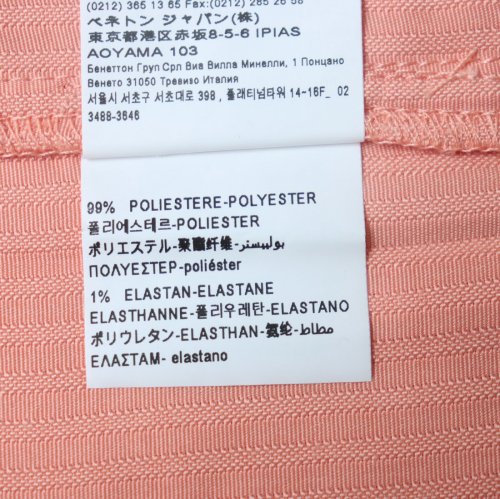 (0212) 365 13 65 Fax:(0212) 285 26 58
ベネトン ジャパン(株)
東京都港区赤坂8-5-6 IPIAS
AOYAMA 103
Бенеттон Груп Срл Виа Вилла Минелли, 1 Понцано
Венето 31050 Тревизо Италия
서울시 서초구 서초대로 398, 플래티넘타워 14-16F_ 02
3488-3646
99% POLIESTERE-POLYESTER
폴리에스테르-POLIESTER
ポリエステル-聚酯纤维-بوليستر
ΠΟΛΥΕΣΤΕΡ-poliéster
1% ELASTAN-ELASTANE
ELASTHANNE-폴리우레탄-ELASTANO
ポリウレタン-ELASTHAN-氨纶-مطاط
ΕΛΑΣΤΑΜ- elastano